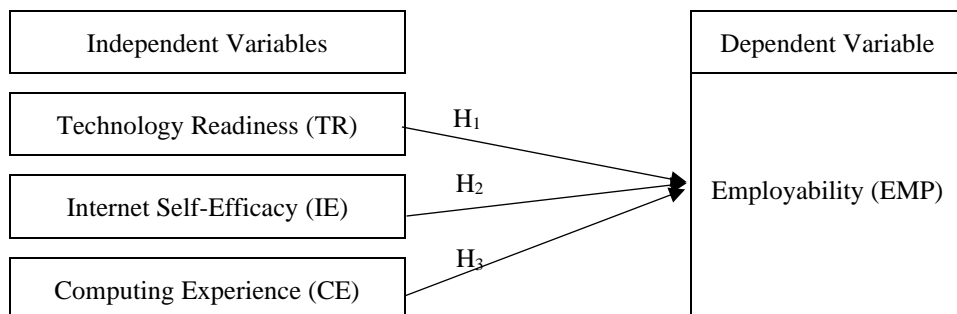 Independent Variables
Dependent Variable
Technology Readiness (TR)
H₁
Internet Self-Efficacy (IE)
H₂
Employability (EMP)
Computing Experience (CE)
H₃